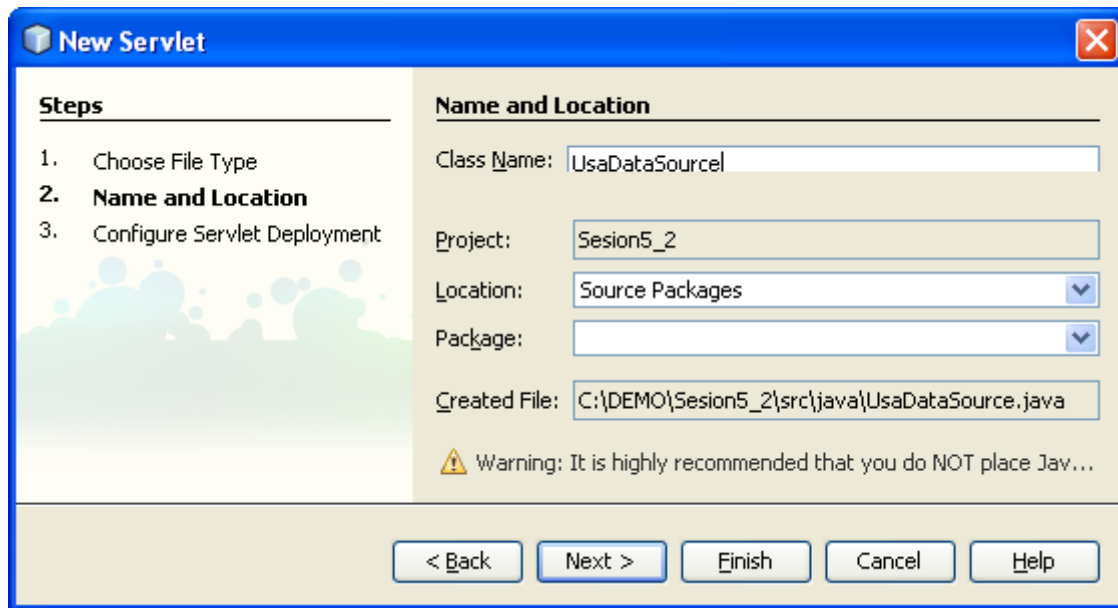 New Servlet
Steps
1. Choose File Type
2. Name and Location
3. Configure Servlet Deployment
Name and Location
Class Name: UsaDataSource
Project: Sesion5_2
Location: Source Packages
Package:
Created File: C:\DEMO\Sesion5_2\src\java\UsaDataSource.java
Warning: It is highly recommended that you do NOT place Jav...
< Back Next > Finish Cancel Help